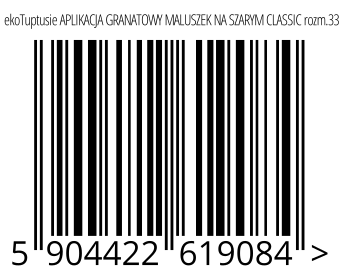 ekoTuptusie APLIKACJA GRANATOWY MALUSZEK NA SZARYM CLASSIC rozm.33
5 904422 619084 >